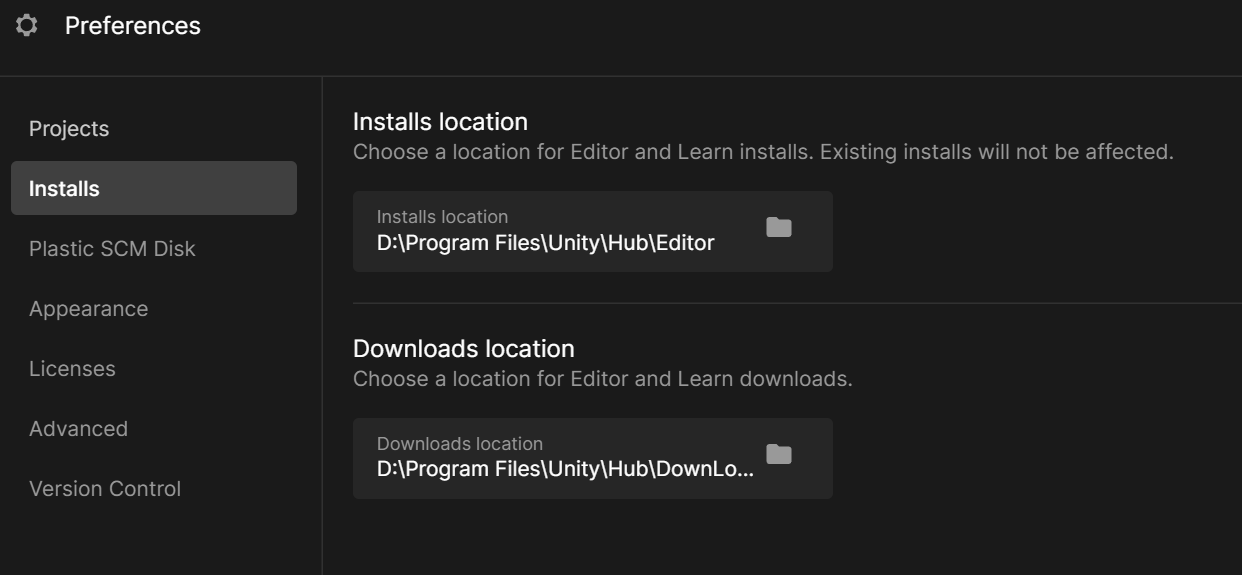 Preferences
Projects
Installs
Plastic SCM Disk
Appearance
Licenses
Advanced
Version Control
Installs location
Choose a location for Editor and Learn installs. Existing installs will not be affected.
Installs location
D:\Program Files\Unity\Hub\Editor
Downloads location
Choose a location for Editor and Learn downloads.
Downloads location
D:\Program Files\Unity\Hub\DownLo...